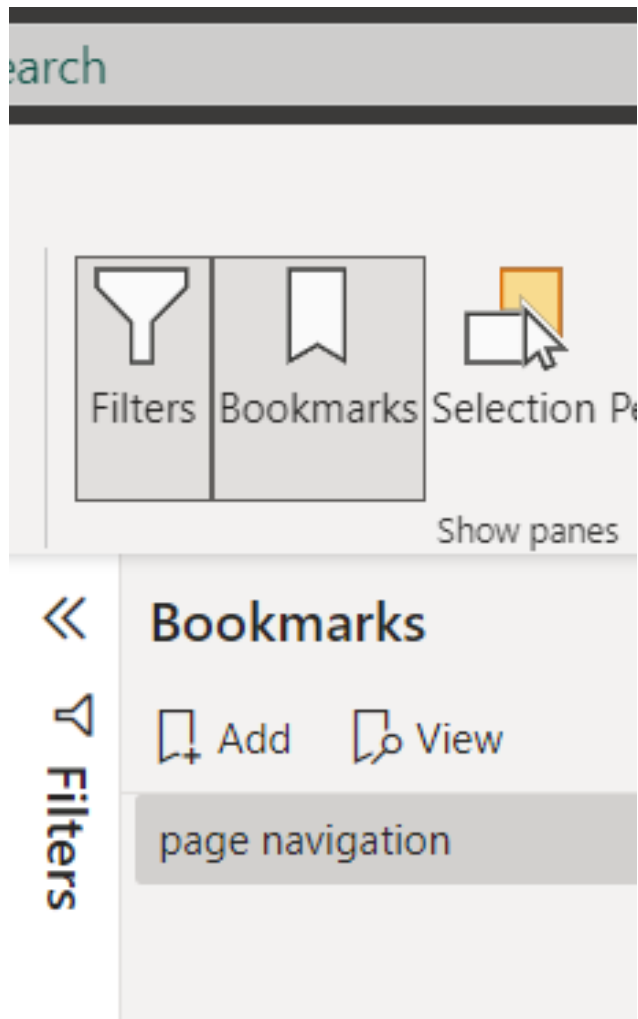 earch
Filters Bookmarks Selection Pe
Show panes
Bookmarks
Add View
Filters
page navigation